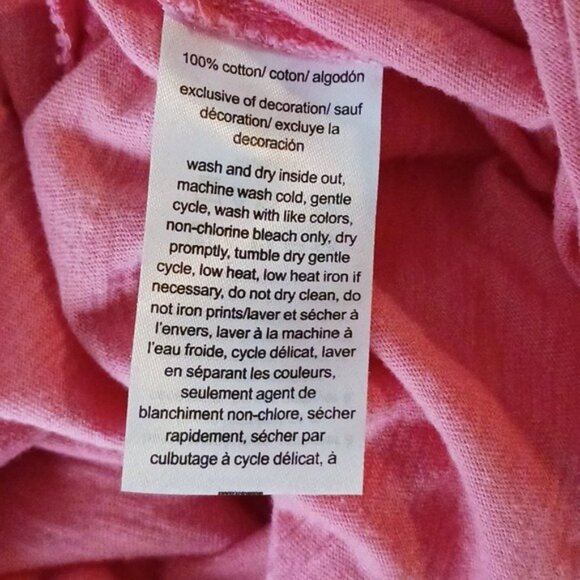 100% cotton/ coton/ algodón
exclusive of decoration/ sauf
décoration/ excluye la
decoración
wash and dry inside out,
machine wash cold, gentle
cycle, wash with like colors,
non-chlorine bleach only, dry
promptly, tumble dry gentle
cycle, low heat, low heat iron if
necessary, do not dry clean, do
not iron prints/laver et sécher à
l'envers, laver à la machine à
l'eau froide, cycle délicat, laver
en séparant les couleurs,
seulement agent de
blanchiment non-chlore, sécher
rapidement, sécher par
culbutage à cycle délicat, à